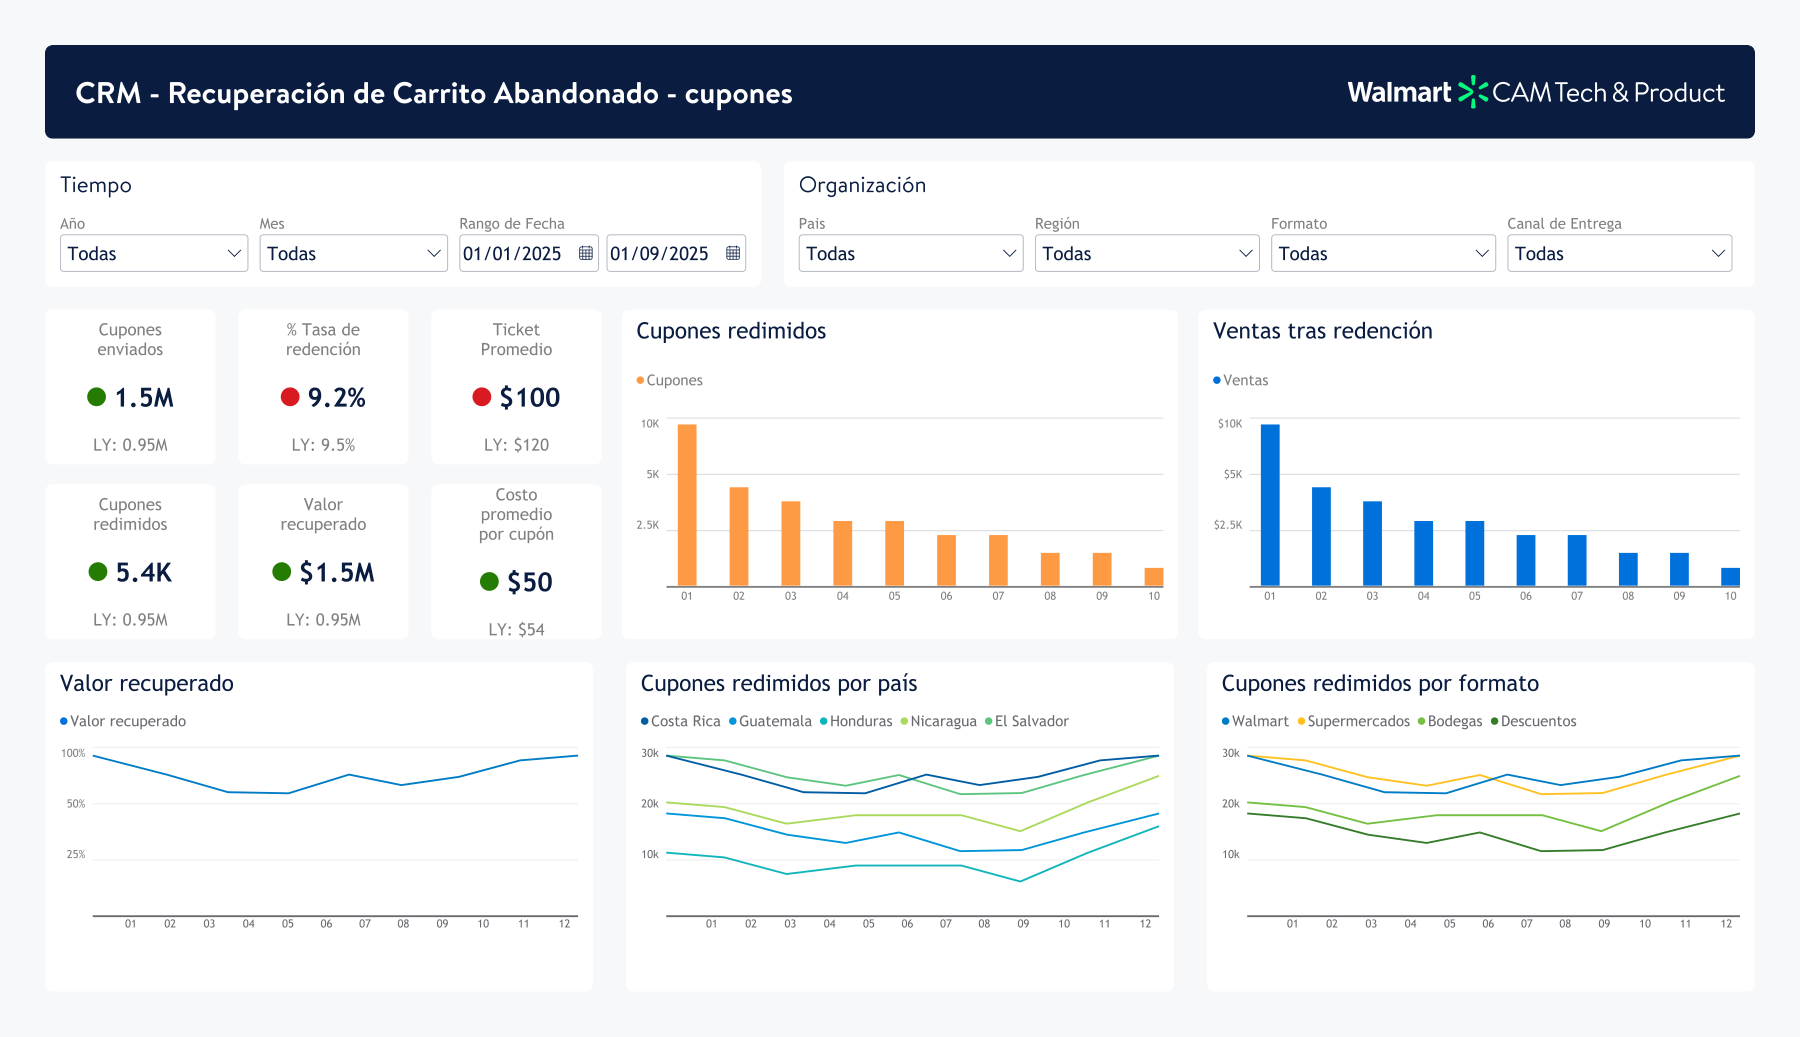 CRM - Recuperación de Carrito Abandonado - cupones
Walmart CAM Tech & Product
Tiempo
Año
Mes
Rango de Fecha
Todas
Todas
01/01/2025
01/09/2025
Organización
Pais
Región
Formato
Canal de Entrega
Todas
Todas
Todas
Todas
Cupones
enviados
1.5M
LY: 0.95M
% Tasa de
redención
9.2%
LY: 9.5%
Ticket
Promedio
$100
LY: $120
Cupones
redimidos
5.4K
LY: 0.95M
Valor
recuperado
$1.5M
LY: 0.95M
Costo
promedio
por cupón
$50
LY: $54
Cupones redimidos
Cupones
10K
5K
2.5K
01 02 03 04 05 06 07 08 09 10
Ventas tras redención
Ventas
$10K
$5K
$2.5K
01 02 03 04 05 06 07 08 09 10
Valor recuperado
Valor recuperado
100%
50%
25%
01 02 03 04 05 06 07 08 09 10 11 12
Cupones redimidos por país
Costa Rica Guatemala Honduras Nicaragua El Salvador
30k
20k
10k
01 02 03 04 05 06 07 08 09 10 11 12
Cupones redimidos por formato
Walmart Supermercados Bodegas Descuentos
30k
20k
10k
01 02 03 04 05 06 07 08 09 10 11 12